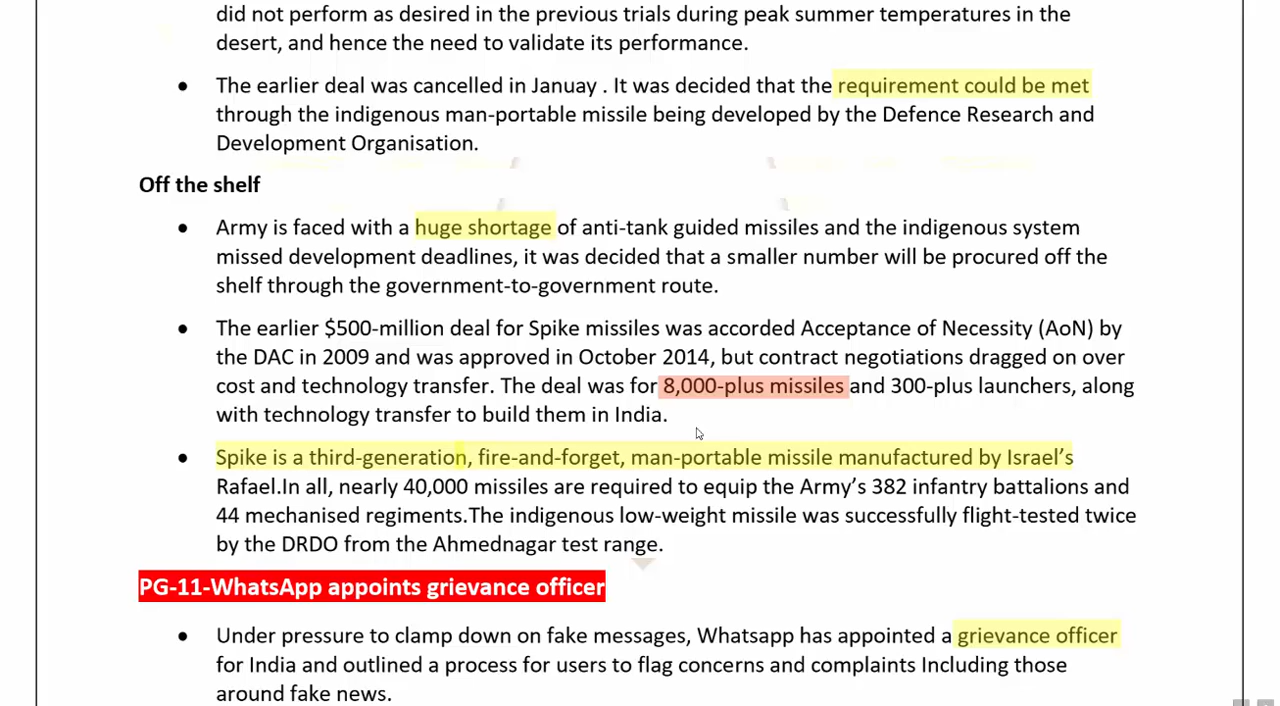 did not perform as desired in the previous trials during peak summer temperatures in the
desert, and hence the need to validate its performance.
• The earlier deal was cancelled in Januay . It was decided that the requirement could be met
through the indigenous man-portable missile being developed by the Defence Research and
Development Organisation.
Off the shelf
• Army is faced with a huge shortage of anti-tank guided missiles and the indigenous system
missed development deadlines, it was decided that a smaller number will be procured off the
shelf through the government-to-government route.
• The earlier $500-million deal for Spike missiles was accorded Acceptance of Necessity (AoN) by
the DAC in 2009 and was approved in October 2014, but contract negotiations dragged on over
cost and technology transfer. The deal was for 8,000-plus missiles and 300-plus launchers, along
with technology transfer to build them in India.
• Spike is a third-generation, fire-and-forget, man-portable missile manufactured by Israel’s
Rafael.In all, nearly 40,000 missiles are required to equip the Army’s 382 infantry battalions and
44 mechanised regiments.The indigenous low-weight missile was successfully flight-tested twice
by the DRDO from the Ahmednagar test range.
PG-11-WhatsApp appoints grievance officer
• Under pressure to clamp down on fake messages, Whatsapp has appointed a grievance officer
for India and outlined a process for users to flag concerns and complaints Including those
around fake news.